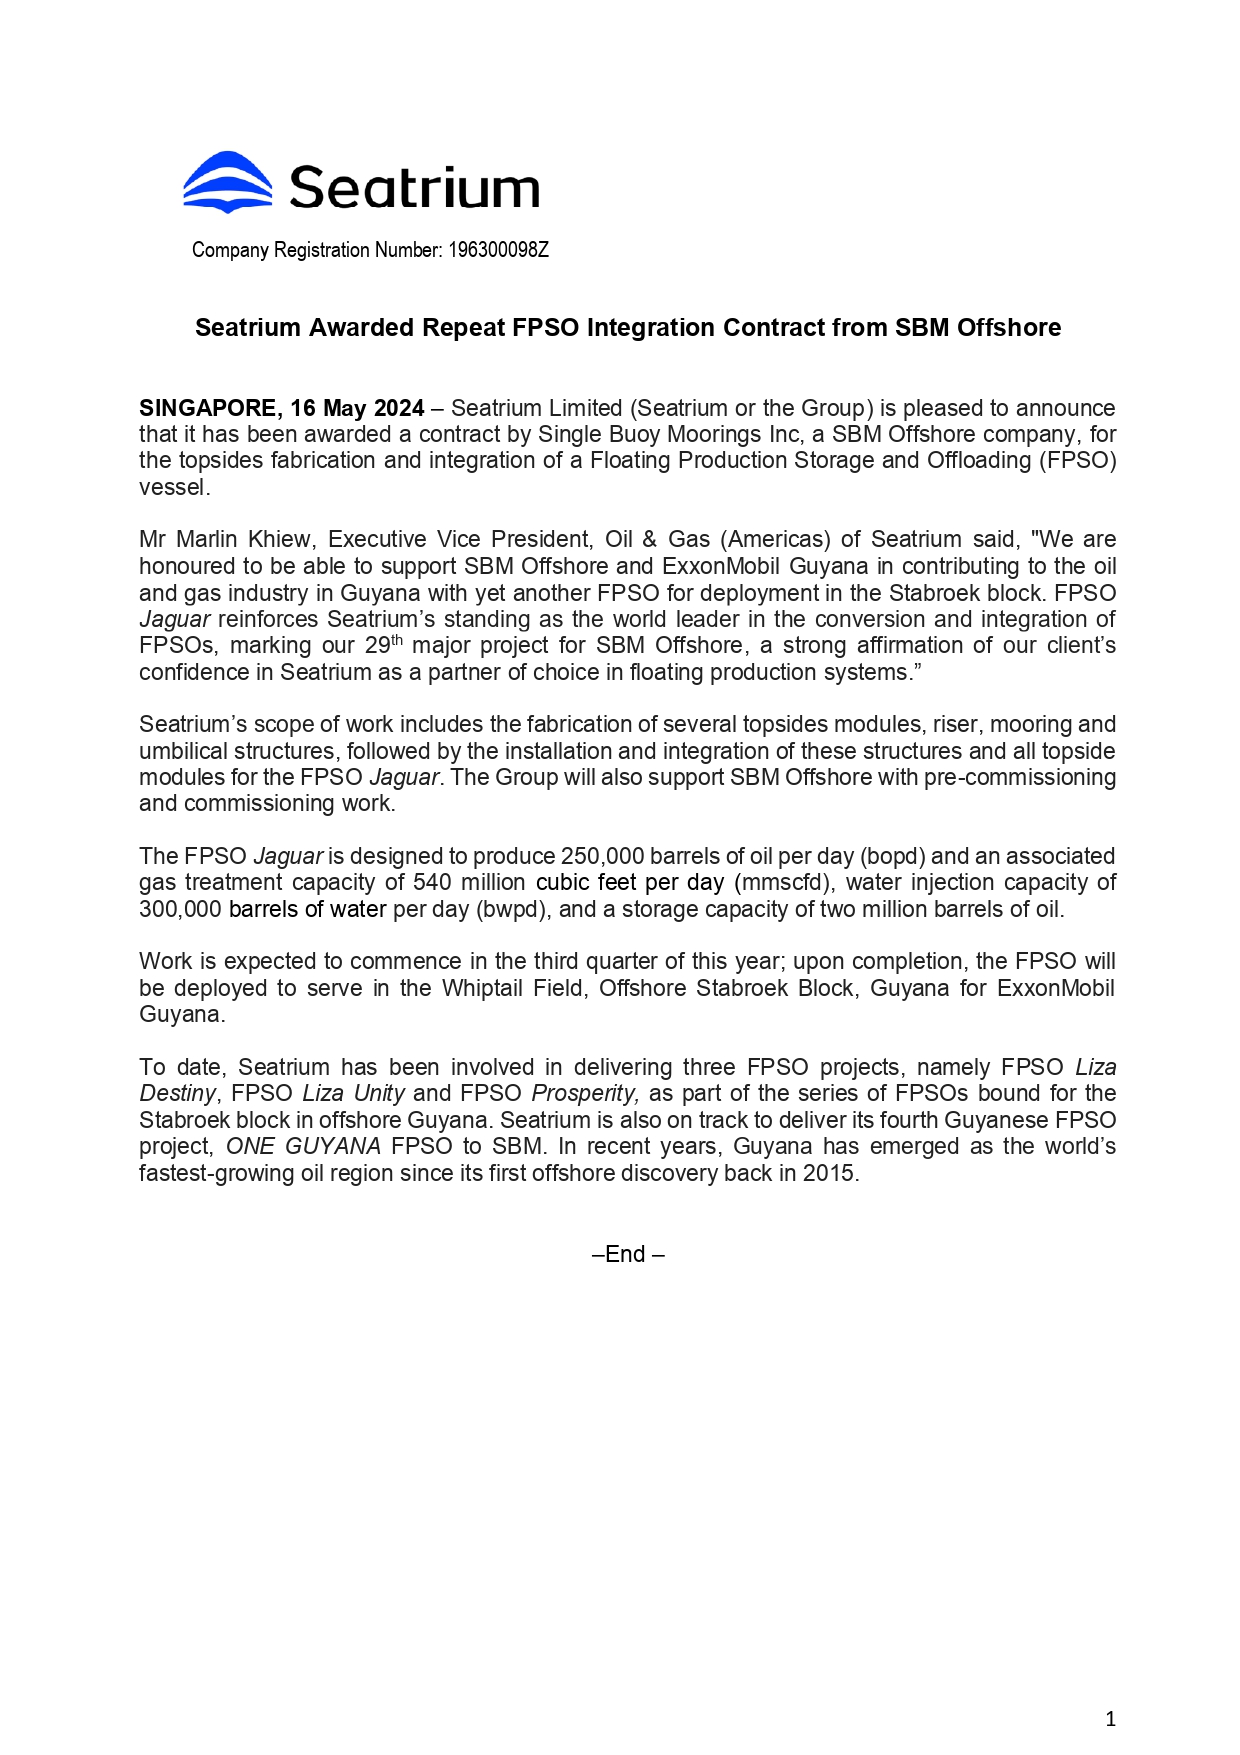 Seatrium
Company Registration Number: 196300098Z
Seatrium Awarded Repeat FPSO Integration Contract from SBM Offshore
SINGAPORE, 16 May 2024 – Seatrium Limited (Seatrium or the Group) is pleased to announce
that it has been awarded a contract by Single Buoy Moorings Inc, a SBM Offshore company, for
the topsides fabrication and integration of a Floating Production Storage and Offloading (FPSO)
vessel.
Mr Marlin Khiew, Executive Vice President, Oil & Gas (Americas) of Seatrium said, "We are
honoured to be able to support SBM Offshore and ExxonMobil Guyana in contributing to the oil
and gas industry in Guyana with yet another FPSO for deployment in the Stabroek block. FPSO
Jaguar reinforces Seatrium’s standing as the world leader in the conversion and integration of
FPSOs, marking our 29th major project for SBM Offshore, a strong affirmation of our client’s
confidence in Seatrium as a partner of choice in floating production systems.”
Seatrium’s scope of work includes the fabrication of several topsides modules, riser, mooring and
umbilical structures, followed by the installation and integration of these structures and all topside
modules for the FPSO Jaguar. The Group will also support SBM Offshore with pre-commissioning
and commissioning work.
The FPSO Jaguar is designed to produce 250,000 barrels of oil per day (bopd) and an associated
gas treatment capacity of 540 million cubic feet per day (mmscfd), water injection capacity of
300,000 barrels of water per day (bwpd), and a storage capacity of two million barrels of oil.
Work is expected to commence in the third quarter of this year; upon completion, the FPSO will
be deployed to serve in the Whiptail Field, Offshore Stabroek Block, Guyana for ExxonMobil
Guyana.
To date, Seatrium has been involved in delivering three FPSO projects, namely FPSO Liza
Destiny, FPSO Liza Unity and FPSO Prosperity, as part of the series of FPSOs bound for the
Stabroek block in offshore Guyana. Seatrium is also on track to deliver its fourth Guyanese FPSO
project, ONE GUYANA FPSO to SBM. In recent years, Guyana has emerged as the world’s
fastest-growing oil region since its first offshore discovery back in 2015.
–End –
1